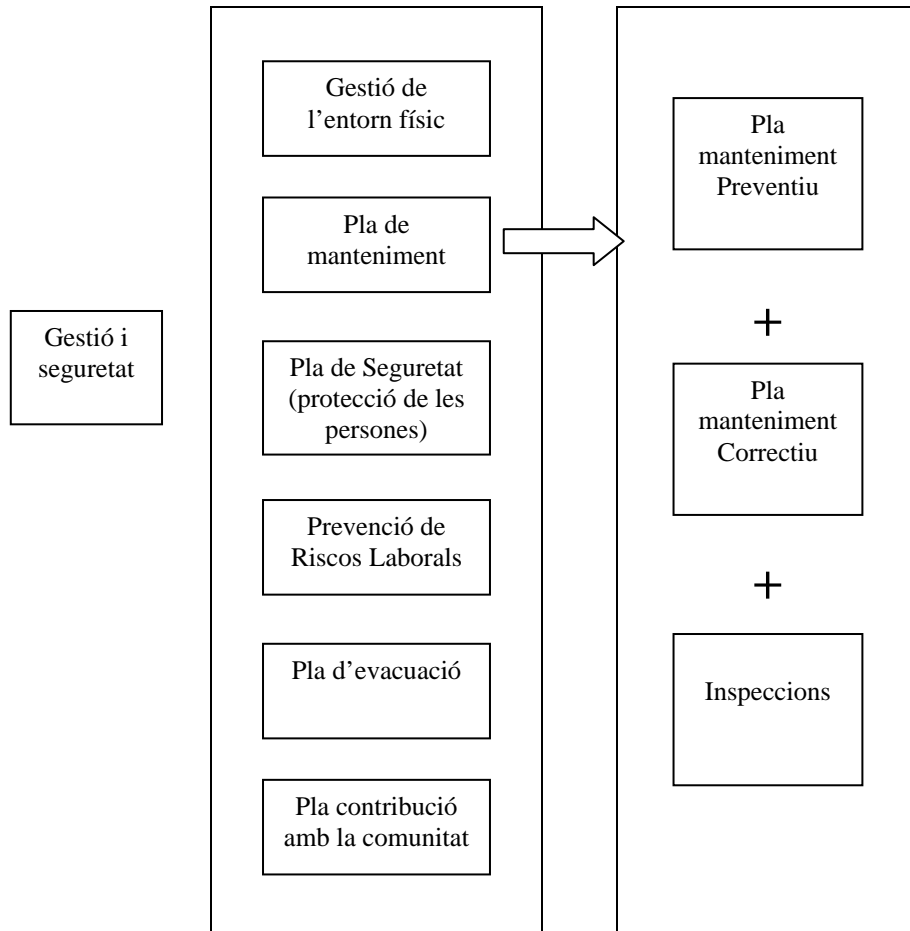 Gestió i
seguretat
Gestió de
l’entorn físic
Pla de
manteniment
Pla de Seguretat
(protecció de les
persones)
Prevenció de
Riscos Laborals
Pla d’evacuació
Pla contribució
amb la comunitat
Pla
manteniment
Preventiu
+
Pla
manteniment
Correctiu
+
Inspeccions